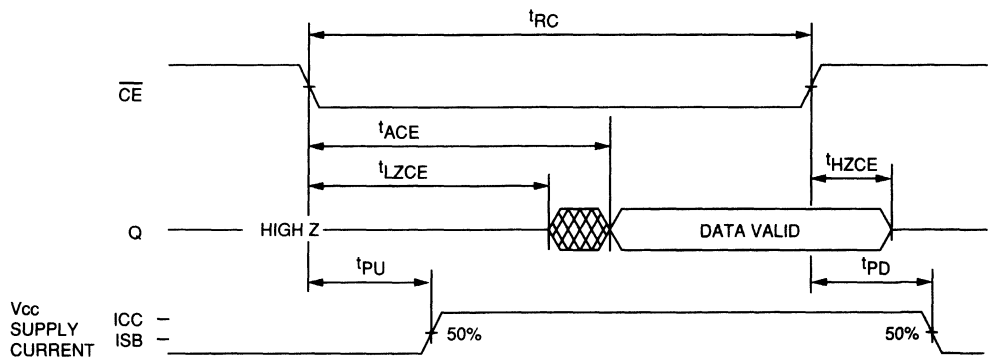 tRC
CE
tACE
tLZCE
tHZCE
Q
HIGH Z
DATA VALID
tPU
tPD
Vcc
SUPPLY
CURRENT
ICC
ISB
50%
50%